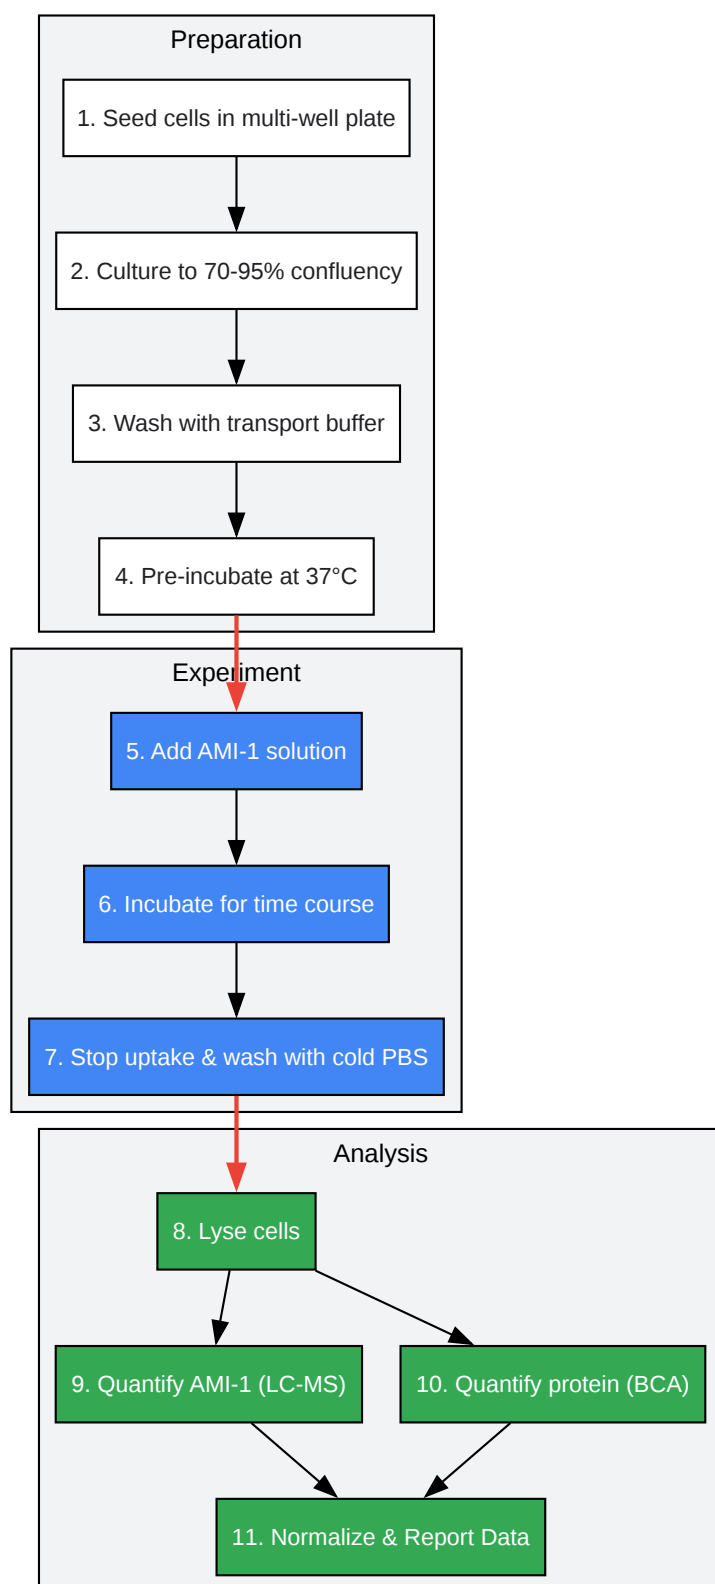 Preparation
1. Seed cells in multi-well plate
2. Culture to 70-95% confluency
3. Wash with transport buffer
4. Pre-incubate at 37°C
Experiment
5. Add AMI-1 solution
6. Incubate for time course
7. Stop uptake & wash with cold PBS
Analysis
8. Lyse cells
9. Quantify AMI-1 (LC-MS)
10. Quantify protein (BCA)
11. Normalize & Report Data